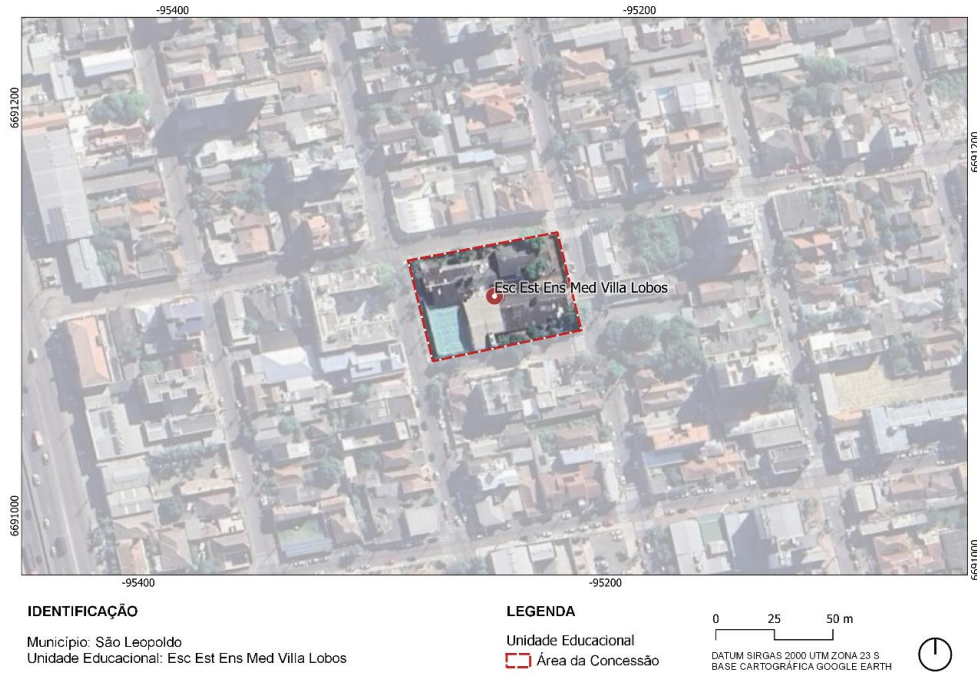 -95400
-95200
6691200
6691200
Esc Est Ens Med Villa Lobos
6691000
6691000
-95400
-95200
IDENTIFICAÇÃO
Município: São Leopoldo
Unidade Educacional: Esc Est Ens Med Villa Lobos
LEGENDA
Unidade Educacional
Área da Concessão
0 25 50 m
DATUM SIRGAS 2000 UTM ZONA 23 S
BASE CARTOGRÁFICA GOOGLE EARTH